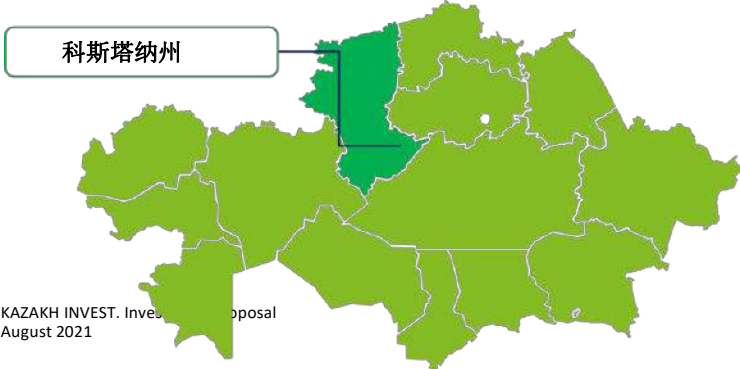 科斯塔纳州
KAZAKH INVEST. Inves oposal
August 2021